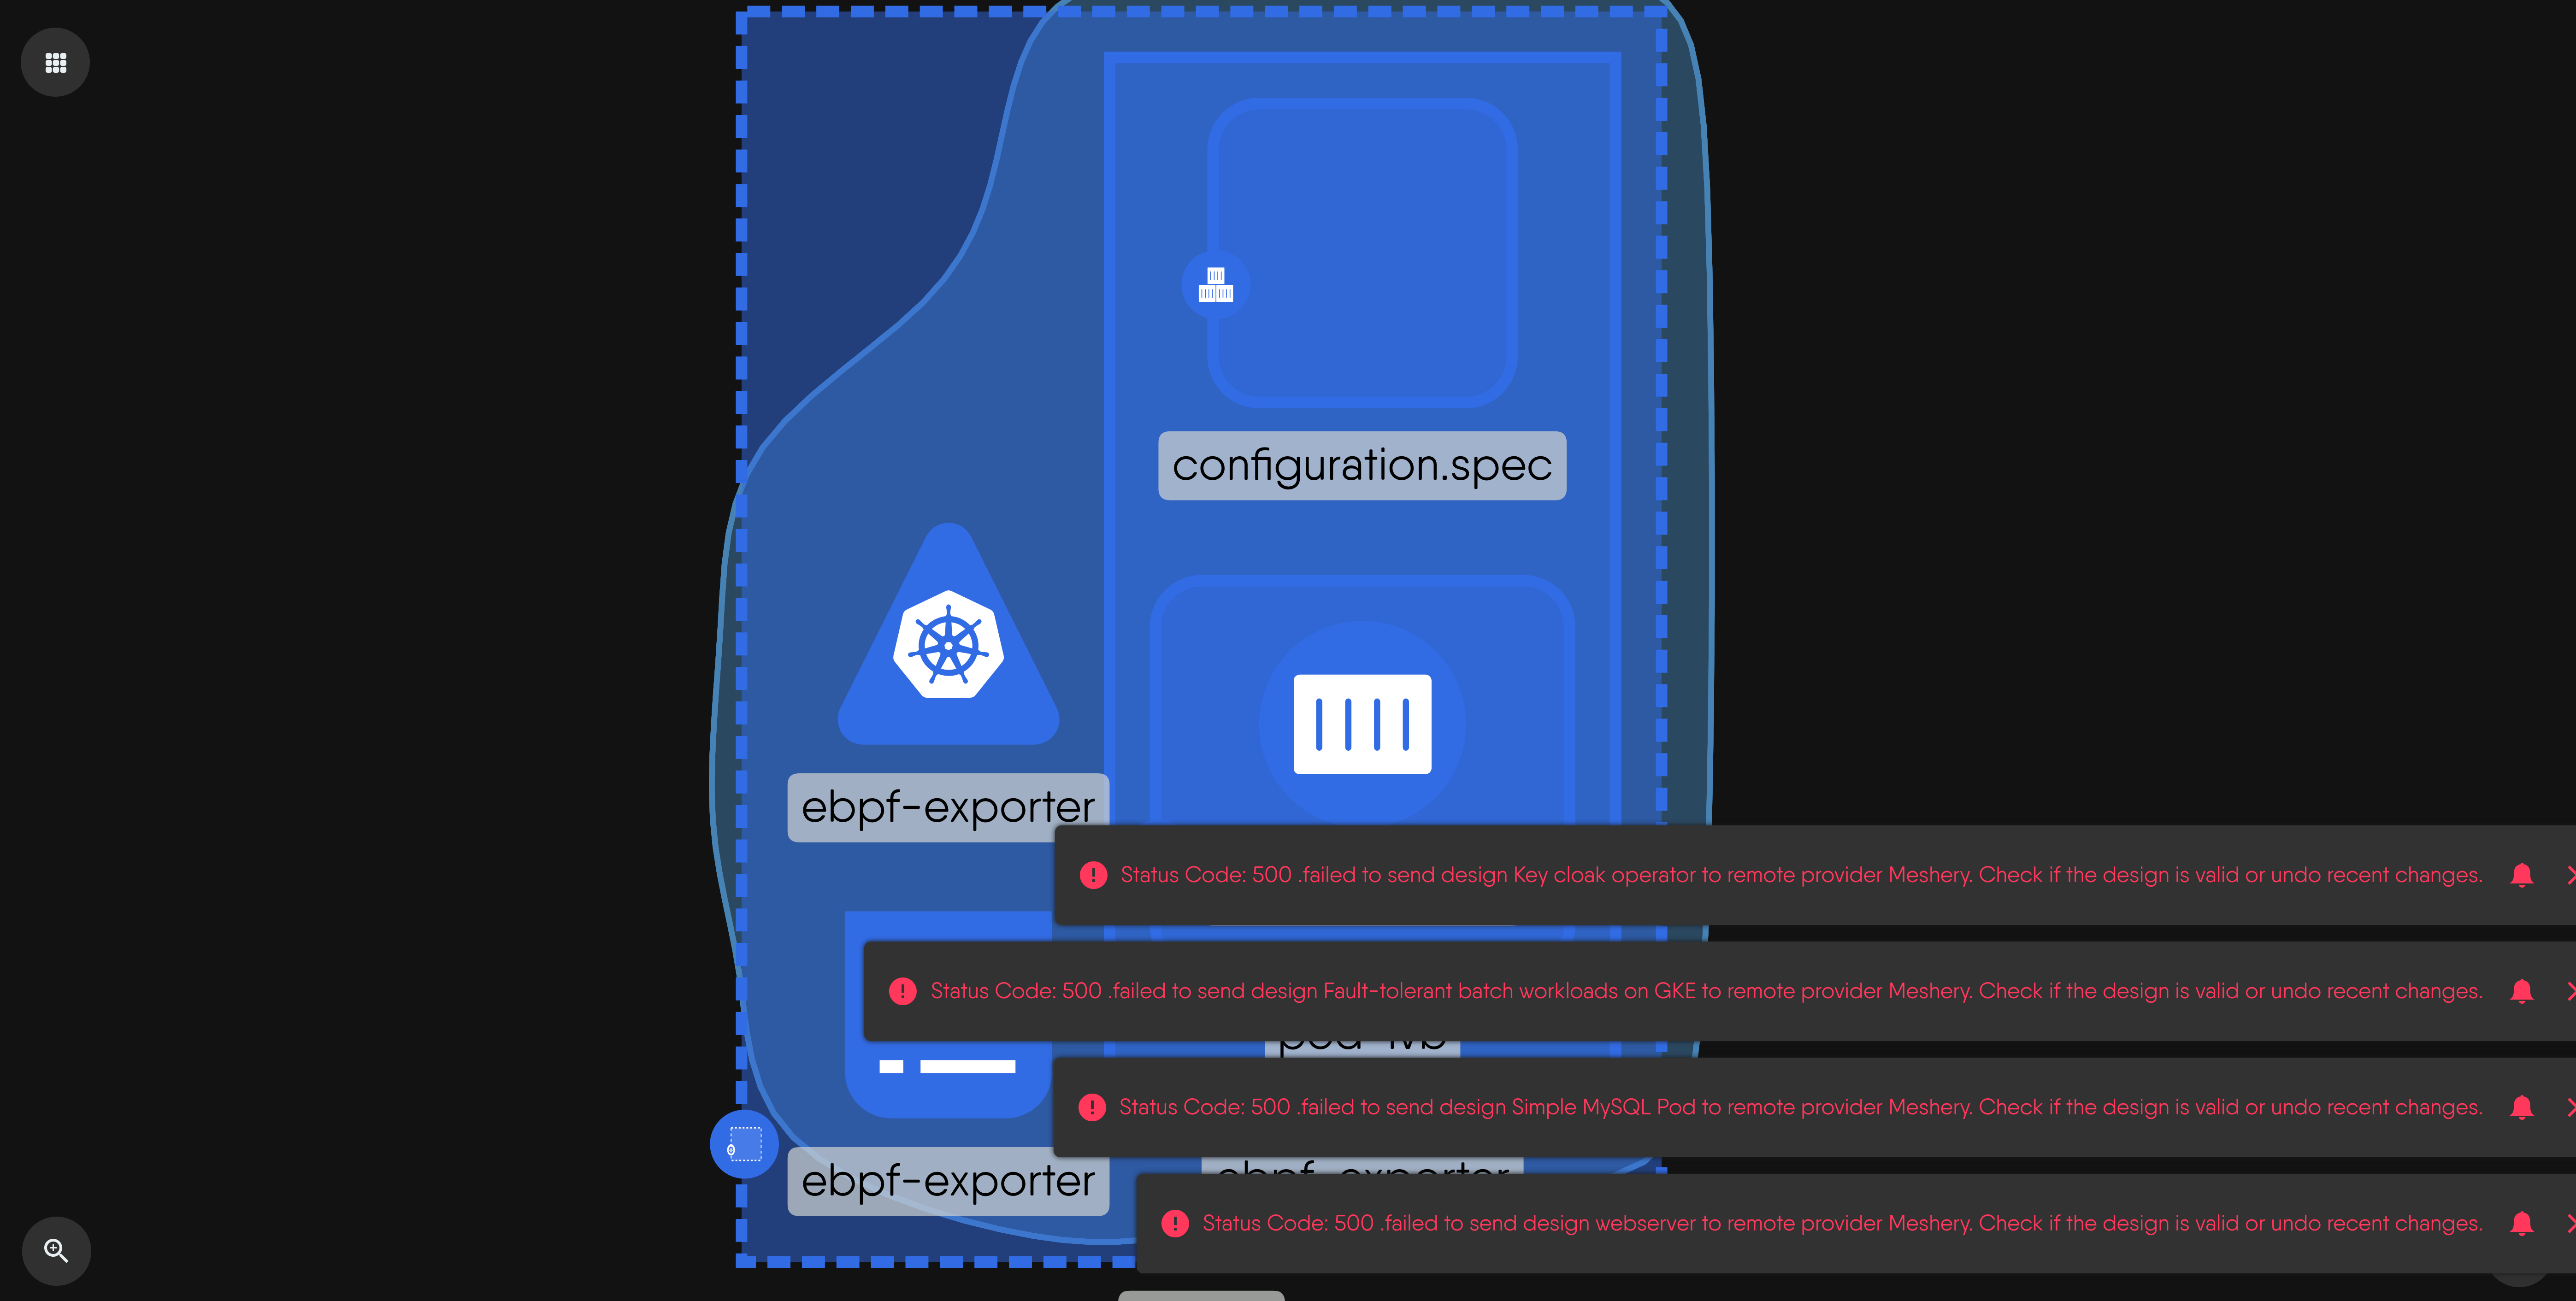 configuration.spec
ebpf-exporter
Status Code: 500 .failed to send design Key cloak operator to remote provider Meshery. Check if the design is valid or undo recent changes.
Status Code: 500 .failed to send design Fault-tolerant batch workloads on GKE to remote provider Meshery. Check if the design is valid or undo recent changes.
Status Code: 500 .failed to send design Simple MySQL Pod to remote provider Meshery. Check if the design is valid or undo recent changes.
ebpf-exporter
ebpf-exporter
Status Code: 500 .failed to send design webserver to remote provider Meshery. Check if the design is valid or undo recent changes.